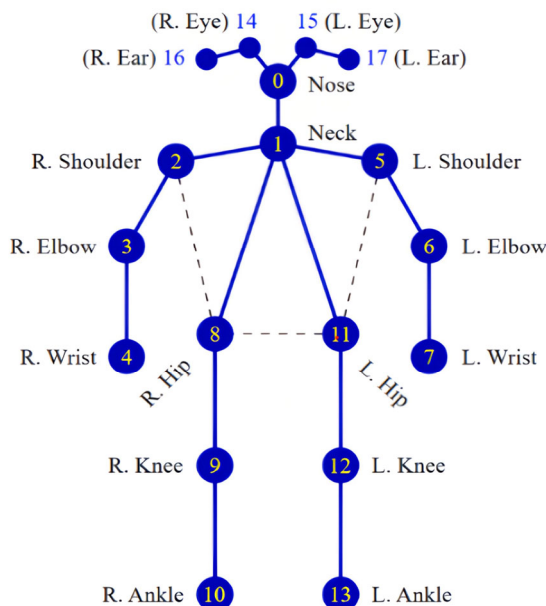 (R. Eye) 14 15 (L. Eye)
(R. Ear) 16 17 (L. Ear)
0 Nose
1 Neck
R. Shoulder 2 5 L. Shoulder
R. Elbow 3 6 L. Elbow
8 11
R. Wrist 4 7 L. Wrist
R. Hip L. Hip
R. Knee 9 12 L. Knee
R. Ankle 10 13 L. Ankle